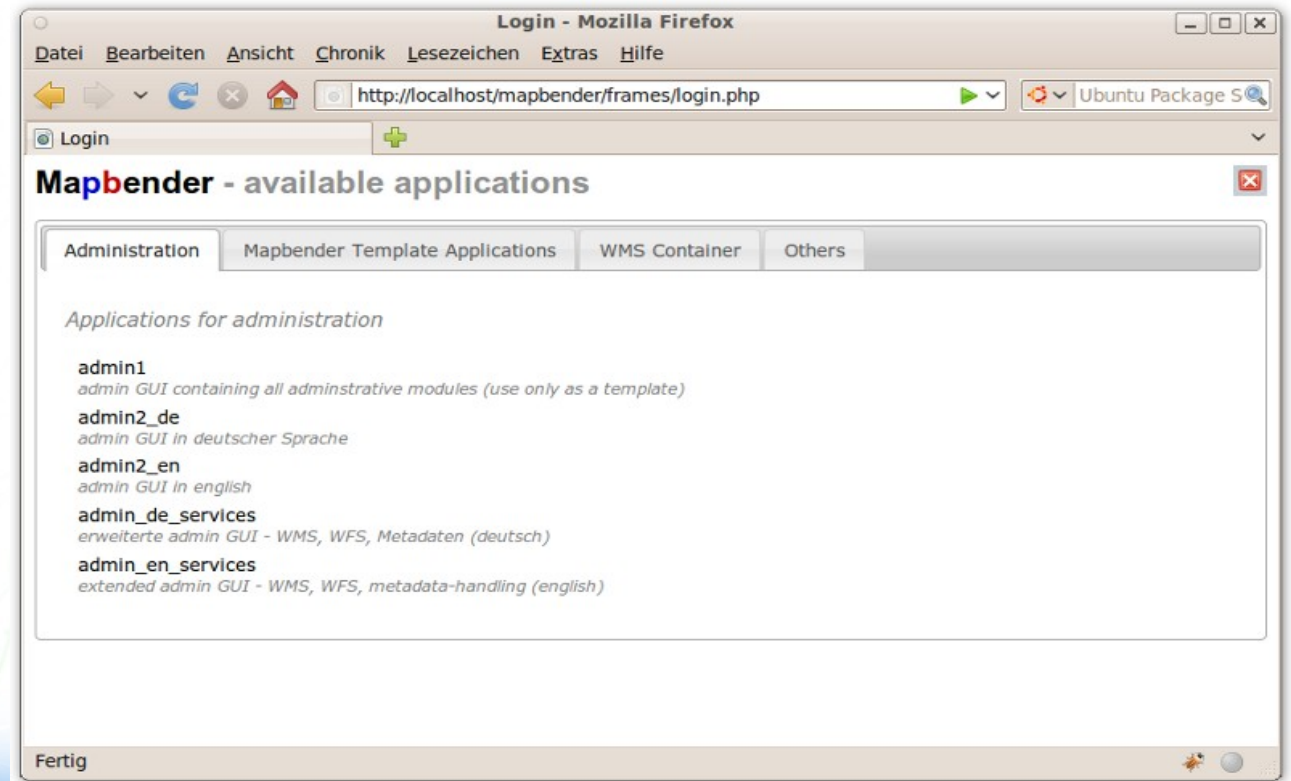 Login - Mozilla Firefox
Datei Bearbeiten Ansicht Chronik Lesezeichen Extras Hilfe
http://localhost/mapbender/frames/login.php Ubuntu Package S
Login
Mapbender - available applications
Administration Mapbender Template Applications WMS Container Others
Applications for administration
admin1
admin GUI containing all adminstrative modules (use only as a template)
admin2_de
admin GUI in deutscher Sprache
admin2_en
admin GUI in english
admin_de_services
erweiterte admin GUI - WMS, WFS, Metadaten (deutsch)
admin_en_services
extended admin GUI - WMS, WFS, metadata-handling (english)
Fertig